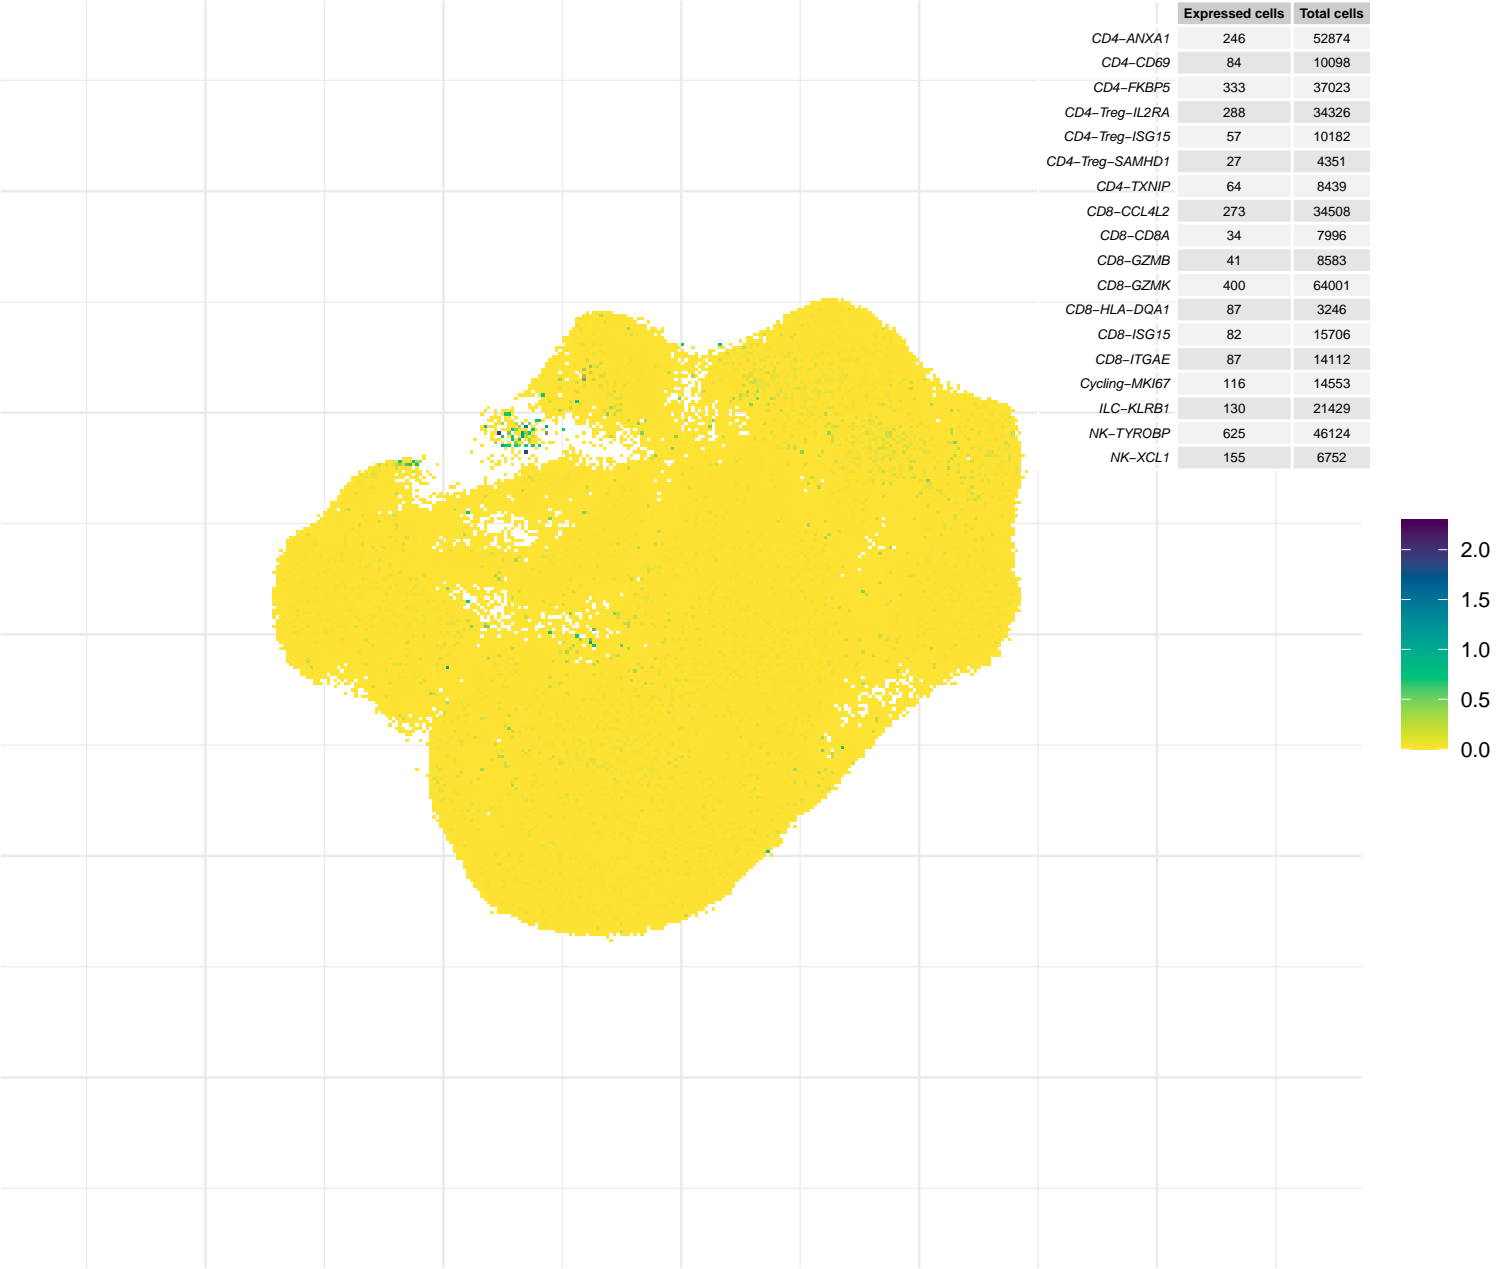 Expressed cells Total cells
CD4−ANXA1 246 52874
CD4−CD69 84 10098
CD4−FKBP5 333 37023
CD4−Treg−IL2RA 288 34326
CD4−Treg−ISG15 57 10182
CD4−Treg−SAMHD1 27 4351
CD4−TXNIP 64 8439
CD8−CCL4L2 273 34508
CD8−CD8A 34 7996
CD8−GZMB 41 8583
CD8−GZMK 400 64001
CD8−HLA−DQA1 87 3246
CD8−ISG15 82 15706
CD8−ITGAE 87 14112
Cycling−MKI67 116 14553
ILC−KLRB1 130 21429
NK−TYROBP 625 46124
NK−XCL1 155 6752
2.0
1.5
1.0
0.5
0.0